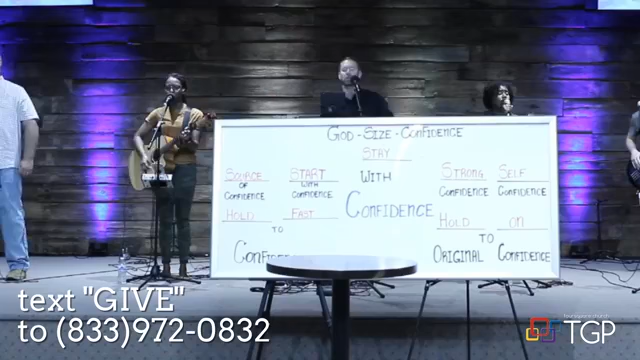 GOD-SIZE-CONFIDENCE
STAY
WITH
CONFIDENCE
SOURCE
OF
CONFIDENCE
HOLD
START
WITH
CONFIDENCE
FAST
TO
STRONG SELF
CONFIDENCE CONFIDENCE
HOLD on
TO
ORIGINAL CONFIDENCE
text "GIVE"
to (833)972-0832
TGP